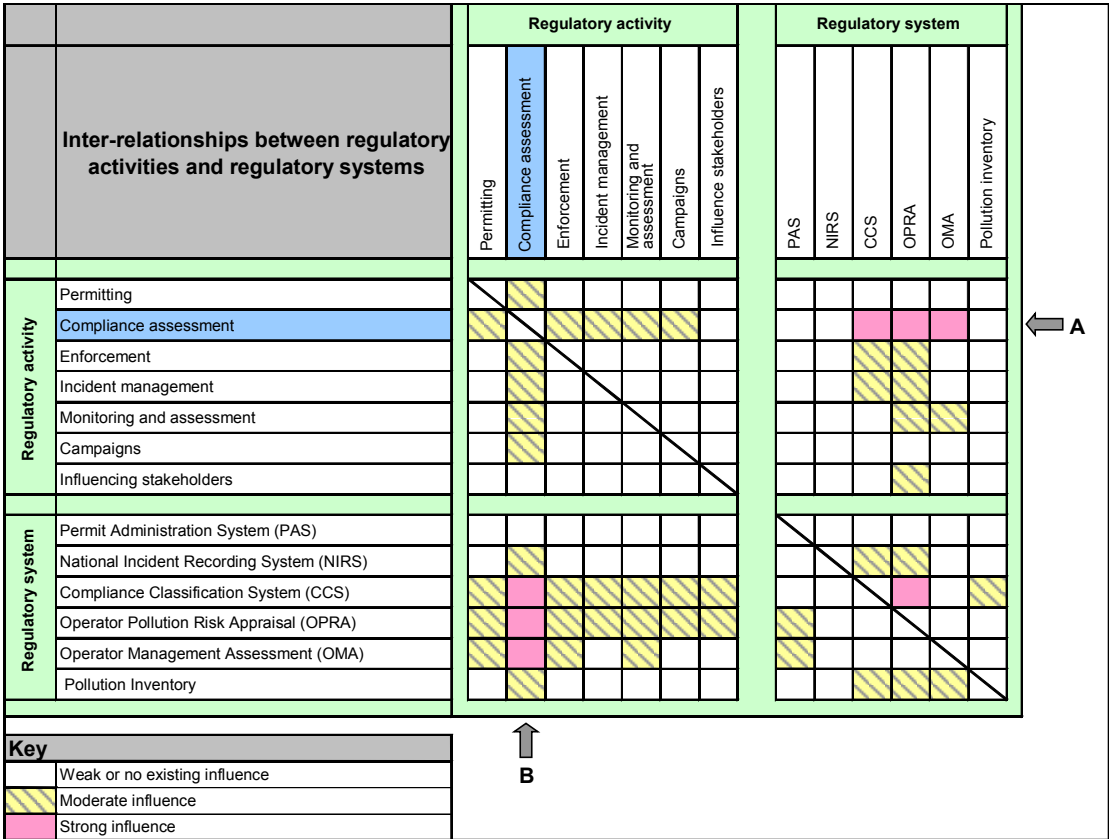 Regulatory activity
Regulatory system
Inter-relationships between regulatory
activities and regulatory systems
Permitting
Compliance assessment
Enforcement
Incident management
Monitoring and
assessment
Campaigns
Influence stakeholders
PAS
NIRS
CCS
OPRA
OMA
Pollution inventory
Regulatory activity
Permitting
Compliance assessment
A
Enforcement
Incident management
Monitoring and assessment
Campaigns
Influencing stakeholders
Regulatory system
Permit Administration System (PAS)
National Incident Recording System (NIRS)
Compliance Classification System (CCS)
Operator Pollution Risk Appraisal (OPRA)
Operator Management Assessment (OMA)
Pollution Inventory
B
Key
Weak or no existing influence
Moderate influence
Strong influence